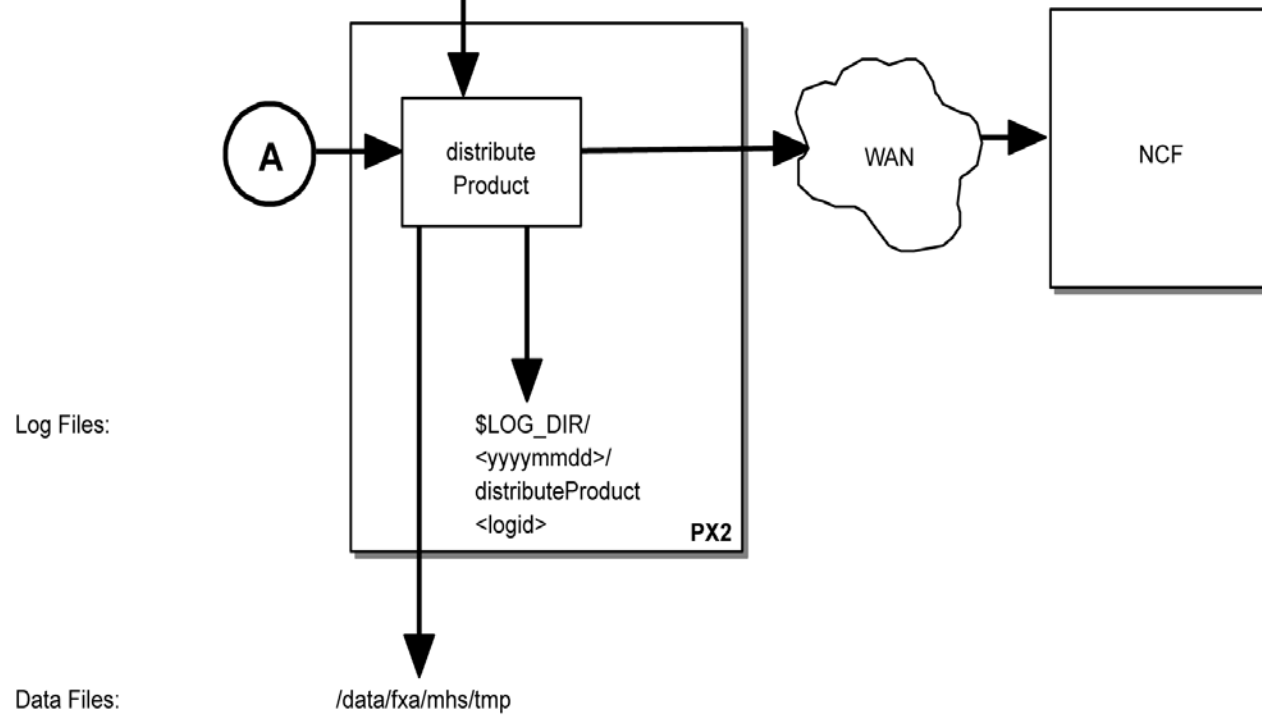 A
distribute
Product
WAN
NCF
Log Files:
$LOG_DIR/
<yyyymmdd>/
distributeProduct
<logid>
PX2
Data Files:
/data/fxa/mhs/tmp